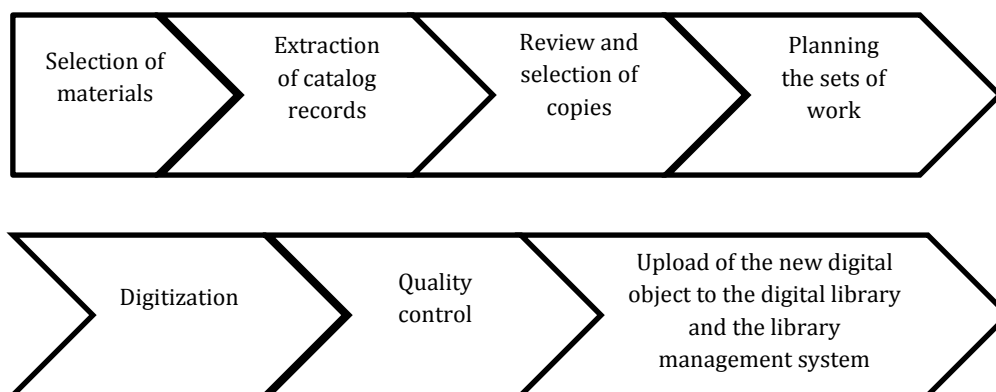 Selection of
materials
Extraction
of catalog
records
Review and
selection of
copies
Planning
the sets of
work
Digitization
Quality
control
Upload of the new digital
object to the digital library
and the library
management system